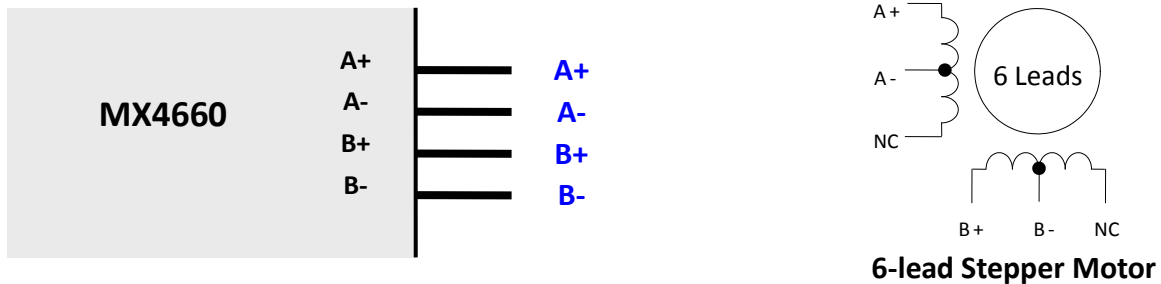 MX4660
A+
A-
B+
B-
A+
A-
B+
B-
A+
A-
NC
6 Leads
B+ B- NC
6-lead Stepper Motor